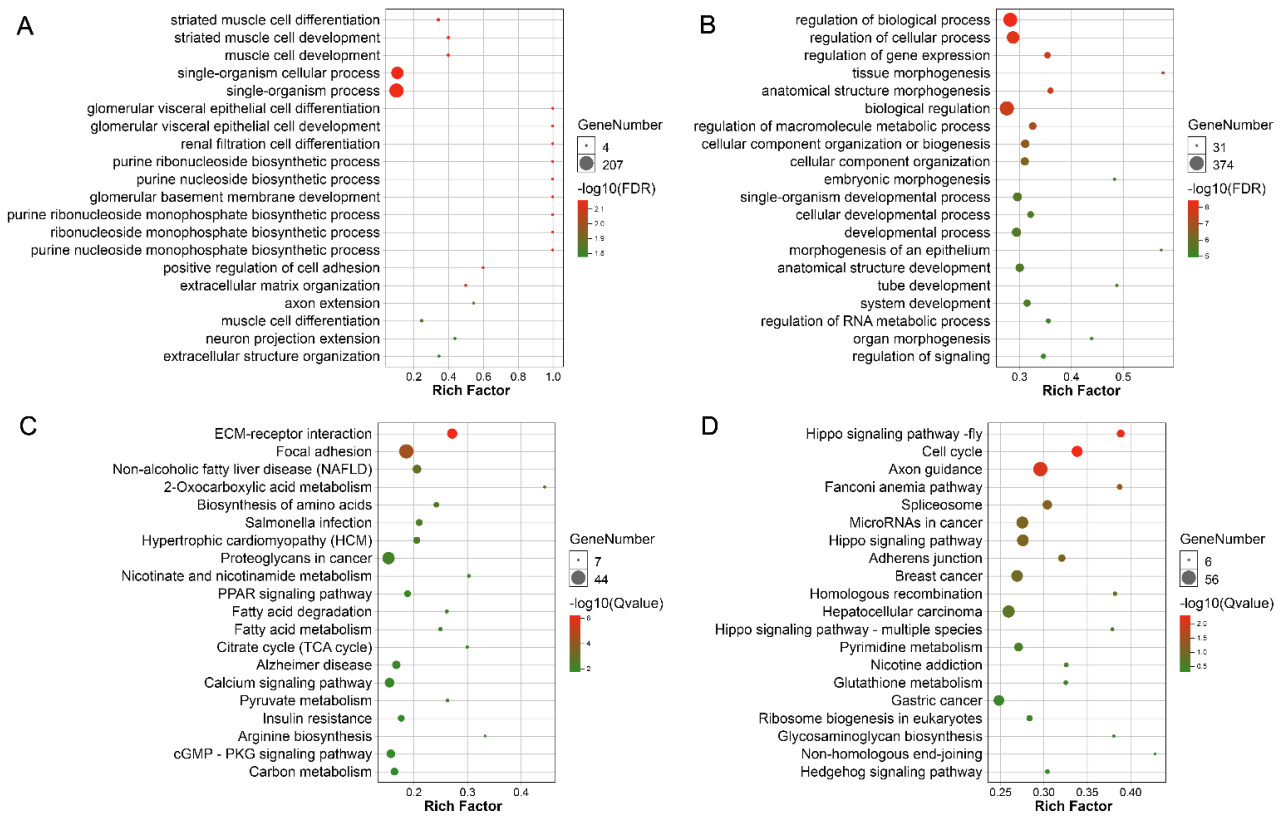 A
striated muscle cell differentiation
striated muscle cell development
muscle cell development
single-organism cellular process
single-organism process
glomerular visceral epithelial cell differentiation
glomerular visceral epithelial cell development
renal filtration cell differentiation
purine ribonucleoside biosynthetic process
purine nucleoside biosynthetic process
glomerular basement membrane development
purine ribonucleoside monophosphate biosynthetic process
ribonucleoside monophosphate biosynthetic process
purine nucleoside monophosphate biosynthetic process
positive regulation of cell adhesion
extracellular matrix organization
axon extension
muscle cell differentiation
neuron projection extension
extracellular structure organization
0.2 0.4 0.6 0.8 1.0
Rich Factor
GeneNumber
4
207
-log10(FDR)
2.1
2.0
1.9
1.8
B
regulation of biological process
regulation of cellular process
regulation of gene expression
tissue morphogenesis
anatomical structure morphogenesis
biological regulation
regulation of macromolecule metabolic process
cellular component organization or biogenesis
cellular component organization
embryonic morphogenesis
single-organism developmental process
cellular developmental process
developmental process
morphogenesis of an epithelium
anatomical structure development
tube development
system development
regulation of RNA metabolic process
organ morphogenesis
regulation of signaling
0.3 0.4 0.5
Rich Factor
GeneNumber
31
374
-log10(FDR)
8
7
6
5
C
ECM-receptor interaction
Focal adhesion
Non-alcoholic fatty liver disease (NAFLD)
2-Oxocarboxylic acid metabolism
Biosynthesis of amino acids
Salmonella infection
Hypertrophic cardiomyopathy (HCM)
Proteoglycans in cancer
Nicotinate and nicotinamide metabolism
PPAR signaling pathway
Fatty acid degradation
Fatty acid metabolism
Citrate cycle (TCA cycle)
Alzheimer disease
Calcium signaling pathway
Pyruvate metabolism
Insulin resistance
Arginine biosynthesis
cGMP - PKG signaling pathway
Carbon metabolism
0.2 0.3 0.4
Rich Factor
GeneNumber
7
44
-log10(Qvalue)
6
4
2
D
Hippo signaling pathway -fly
Cell cycle
Axon guidance
Fanconi anemia pathway
Spliceosome
MicroRNAs in cancer
Hippo signaling pathway
Adherens junction
Breast cancer
Homologous recombination
Hepatocellular carcinoma
Hippo signaling pathway - multiple species
Pyrimidine metabolism
Nicotine addiction
Glutathione metabolism
Gastric cancer
Ribosome biogenesis in eukaryotes
Glycosaminoglycan biosynthesis
Non-homologous end-joining
Hedgehog signaling pathway
0.25 0.30 0.35 0.40
Rich Factor
GeneNumber
6
56
-log10(Qvalue)
2.0
1.5
1.0
0.5